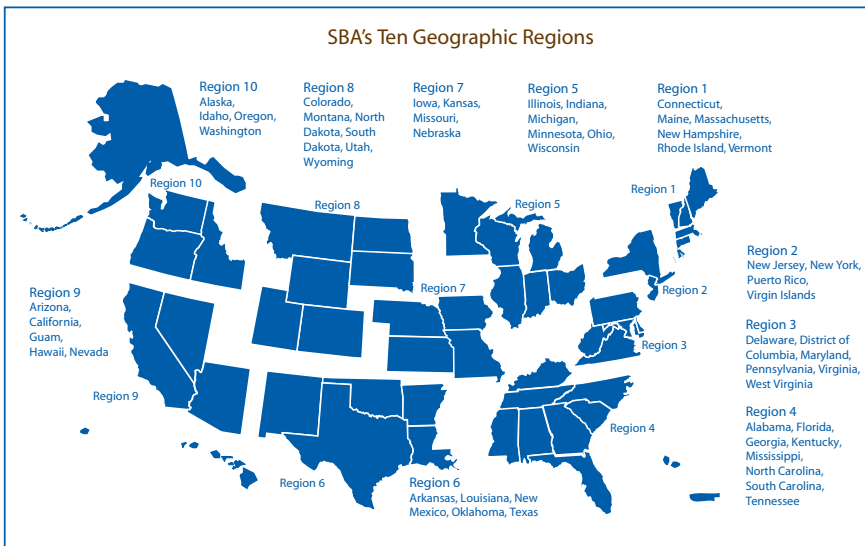 SBA's Ten Geographic Regions
Region 10
Alaska,
Idaho, Oregon,
Washington
Region 8
Colorado,
Montana, North
Dakota, South
Dakota, Utah,
Wyoming
Region 7
Iowa, Kansas,
Missouri,
Nebraska
Region 5
Illinois, Indiana,
Michigan,
Minnesota, Ohio,
Wisconsin
Region 1
Connecticut,
Maine, Massachusetts,
New Hampshire,
Rhode Island, Vermont
Region 10
Region 8
Region 5
Region 1
Region 2
New Jersey, New York,
Puerto Rico,
Virgin Islands
Region 9
Arizona,
California,
Guam,
Hawaii, Nevada
Region 7
Region 2
Region 3
Delaware, District of
Columbia, Maryland,
Pennsylvania, Virginia,
West Virginia
Region 3
Region 9
Region 4
Alabama, Florida,
Georgia, Kentucky,
Mississippi,
North Carolina,
South Carolina,
Tennessee
Region 4
Region 6
Region 6
Arkansas, Louisiana, New
Mexico, Oklahoma, Texas